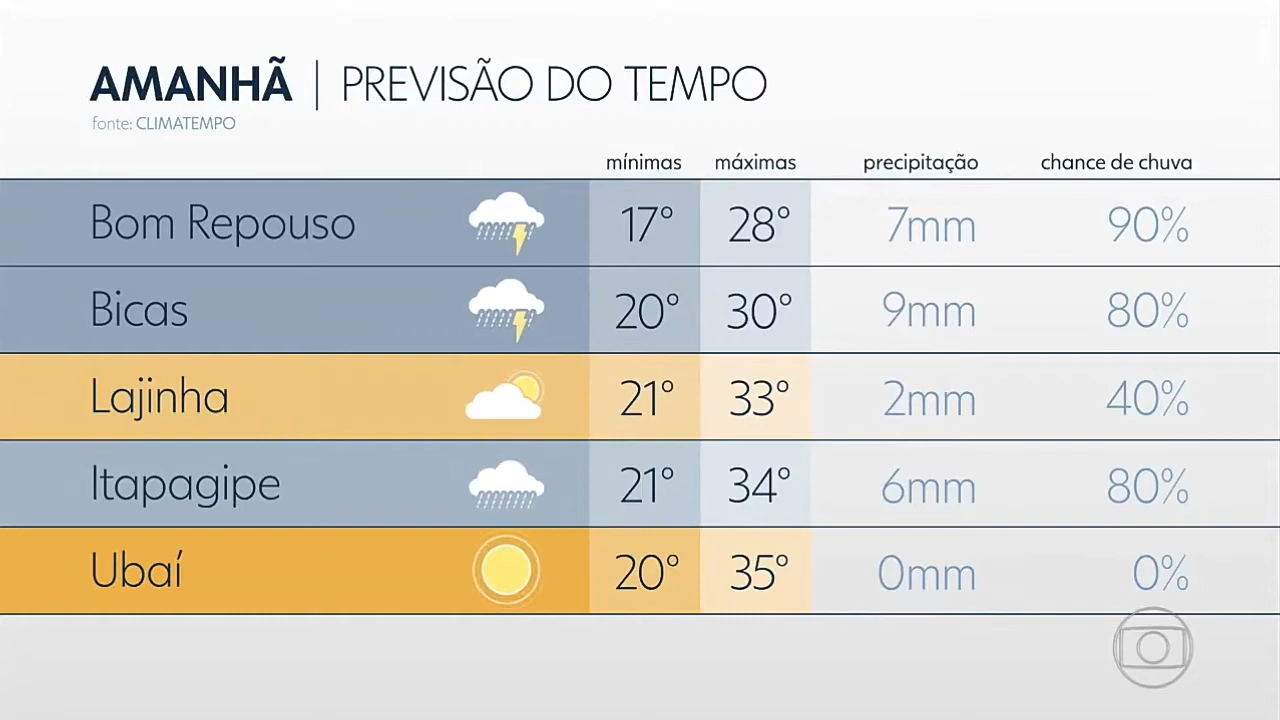 AMANHÃ | PREVISÃO DO TEMPO
fonte: CLIMATEMPO
mínimas máximas precipitação chance de chuva
Bom Repouso 17° 28° 7mm 90%
Bicas 20° 30° 9mm 80%
Lajinha 21° 33° 2mm 40%
Itapagipe 21° 34° 6mm 80%
Ubaí 20° 35° 0mm 0%